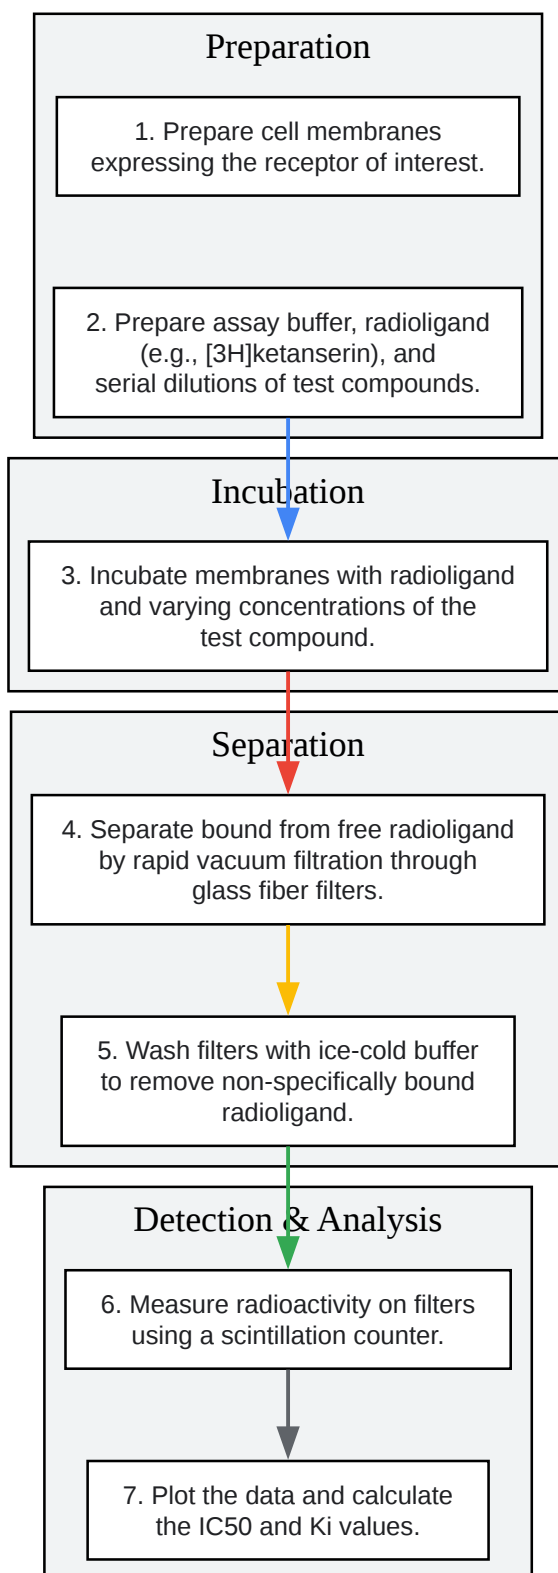 Preparation
1. Prepare cell membranes
expressing the receptor of interest.
2. Prepare assay buffer, radioligand
(e.g., [3H]ketanserin), and
serial dilutions of test compounds.
Incubation
3. Incubate membranes with radioligand
and varying concentrations of the
test compound.
Separation
4. Separate bound from free radioligand
by rapid vacuum filtration through
glass fiber filters.
5. Wash filters with ice-cold buffer
to remove non-specifically bound
radioligand.
Detection & Analysis
6. Measure radioactivity on filters
using a scintillation counter.
7. Plot the data and calculate
the IC50 and Ki values.